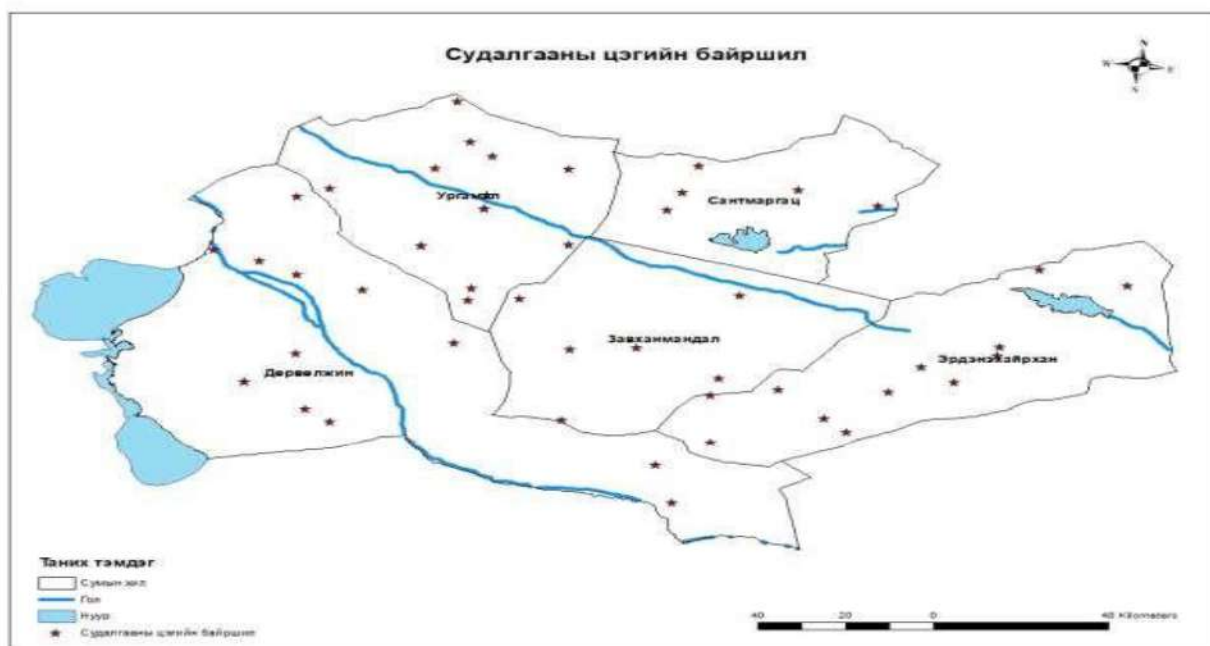 Судалгааны цэгийн байршил
N
W E
S
Сантмаргац
Завханмандал
Эрдэнэхайрхан
Дөрвөлжин
Таних тэмдэг
Сумын хил
Гол
Нуур
Судалгааны цэгийн байршил
40 20 0 40 Kilometers